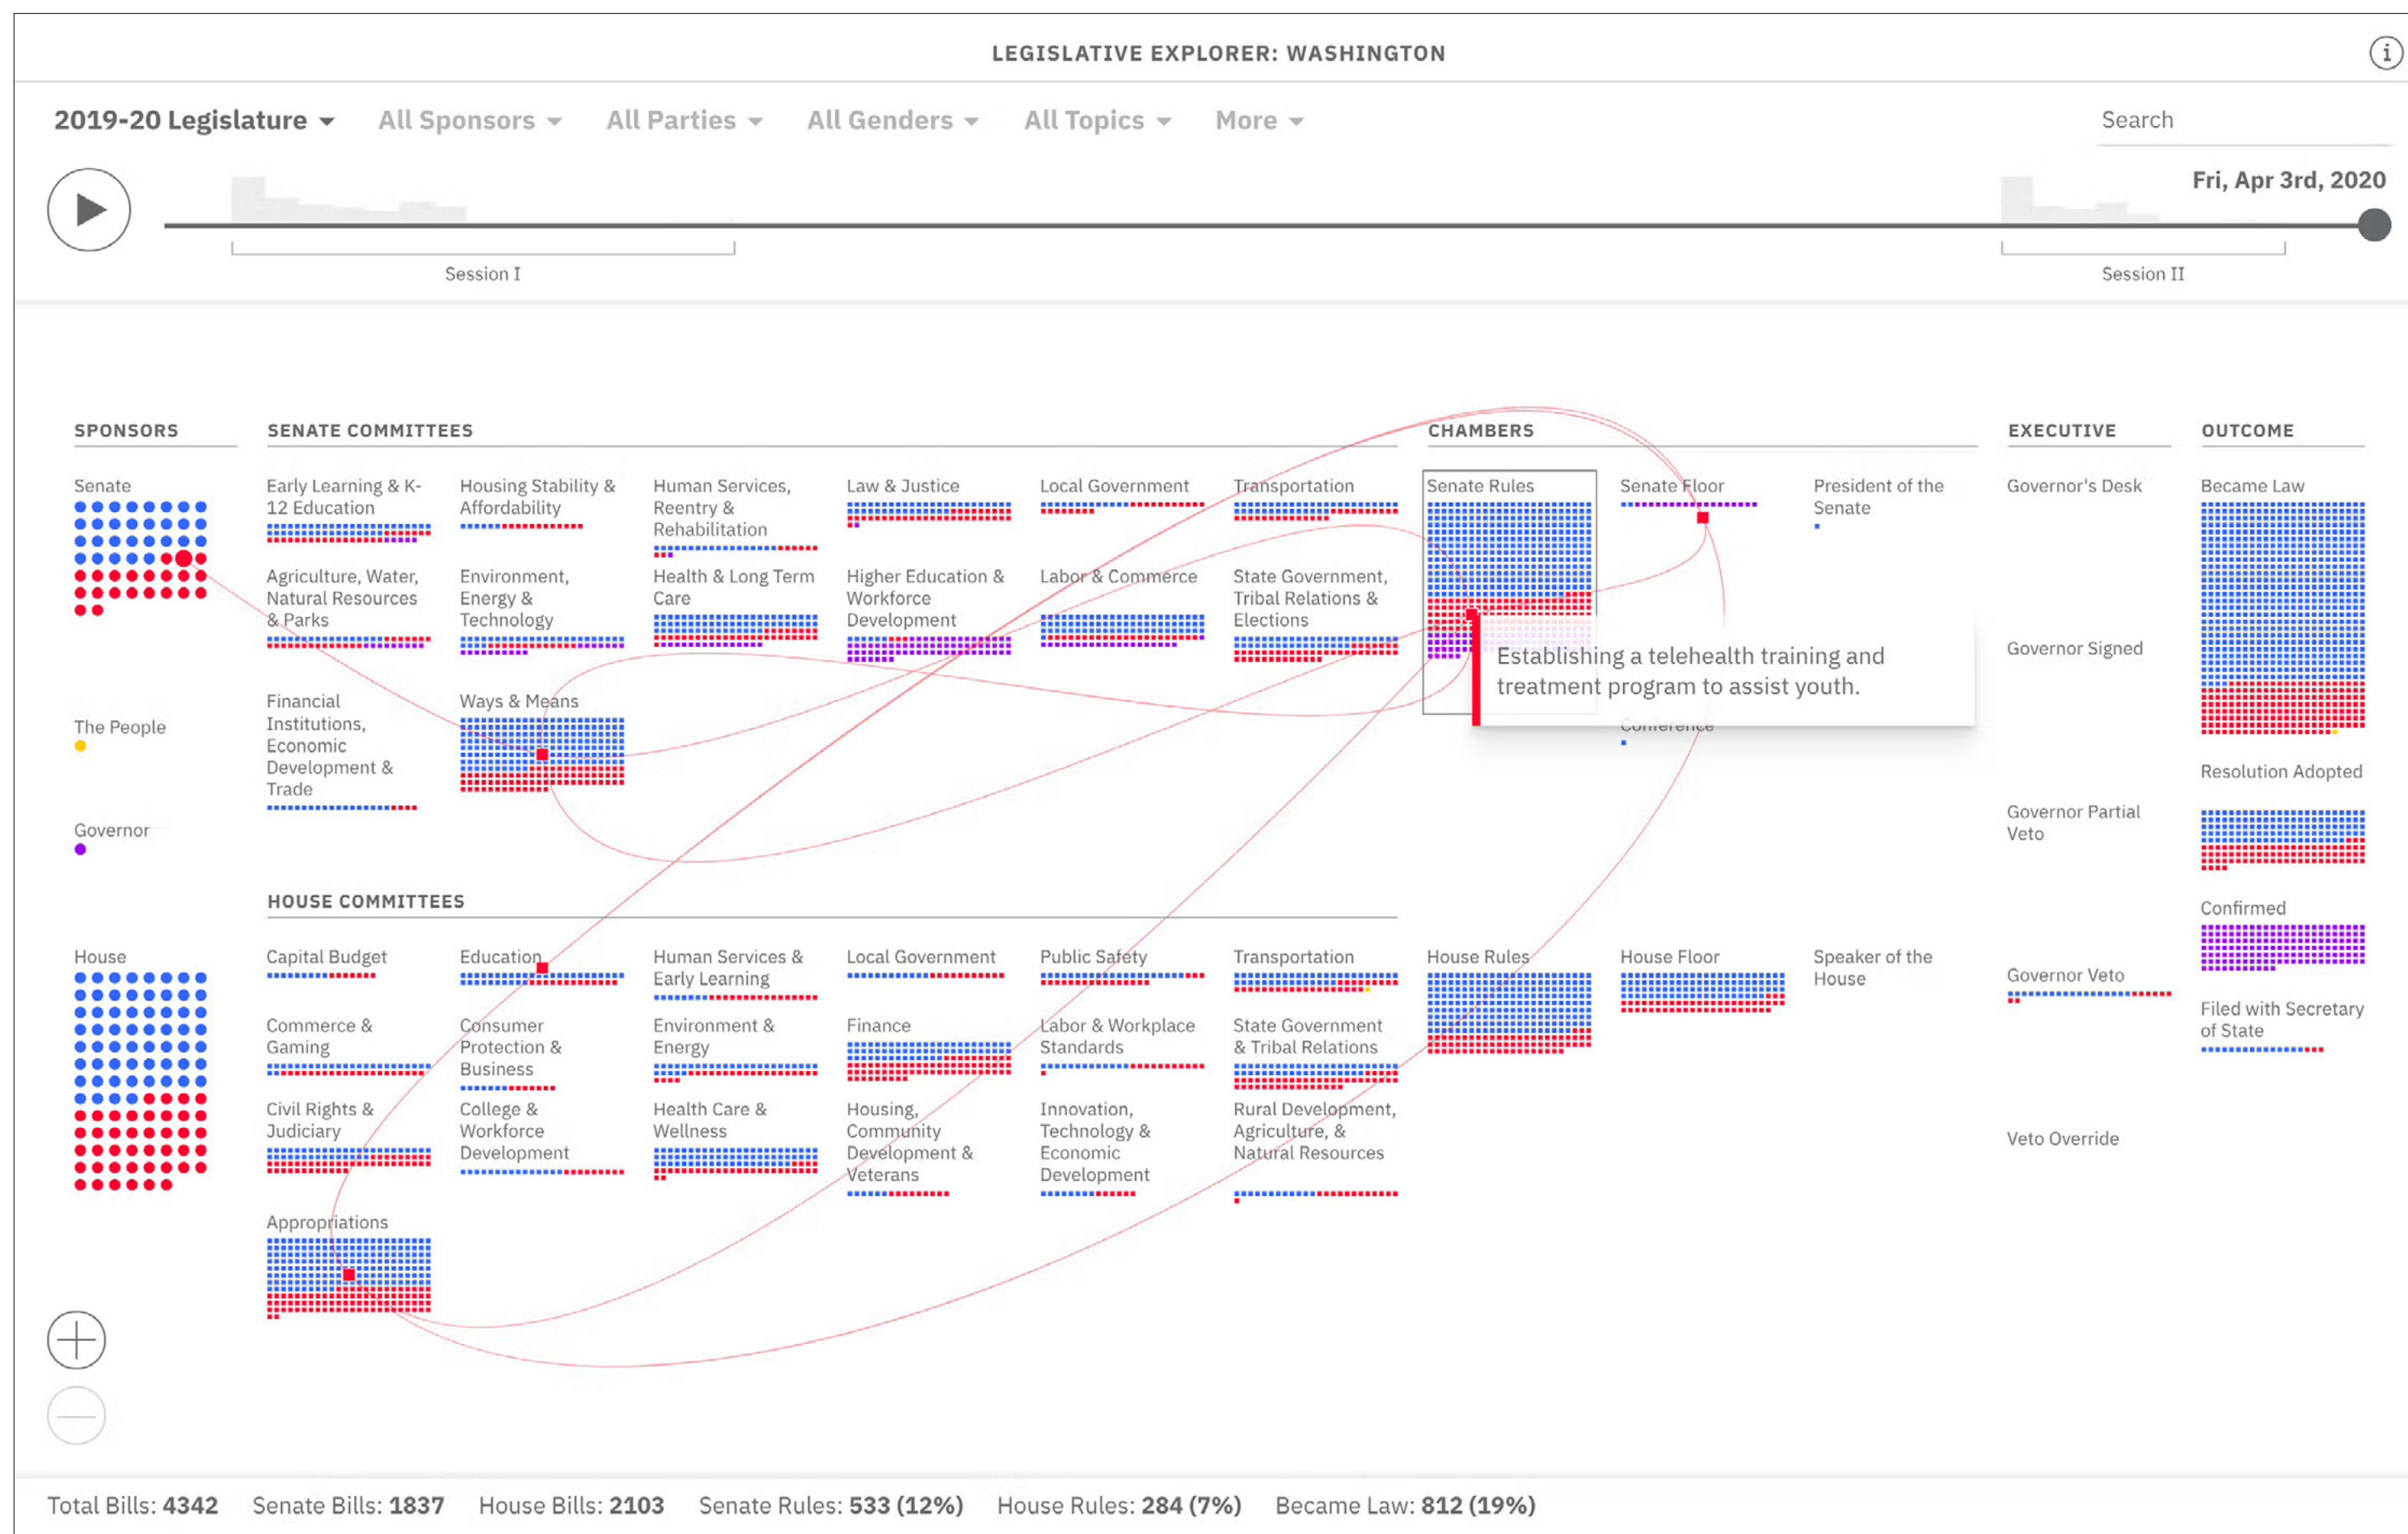 LEGISLATIVE EXPLORER: WASHINGTON
i
2019-20 Legislature
All Sponsors
All Parties
All Genders
All Topics
More
Search
Fri, Apr 3rd, 2020
Session I
Session II
SPONSORS
SENATE COMMITTEES
CHAMBERS
EXECUTIVE
OUTCOME
Senate
Early Learning & K-
12 Education
Housing Stability &
Affordability
Human Services,
Reentry &
Rehabilitation
Law & Justice
Local Government
Transportation
Senate Rules
Senate Floor
President of the
Senate
Governor's Desk
Became Law
Agriculture, Water,
Natural Resources
& Parks
Environment,
Energy &
Technology
Health & Long Term
Care
Higher Education &
Workforce
Development
Labor & Commerce
State Government,
Tribal Relations &
Elections
Establishing a telehealth training and
treatment program to assist youth.
Governor Signed
The People
Financial
Institutions,
Economic
Development &
Trade
Ways & Means
Conference
Resolution Adopted
Governor
Governor Partial
Veto
HOUSE COMMITTEES
Confirmed
House
Capital Budget
Education
Human Services &
Early Learning
Local Government
Public Safety
Transportation
House Rules
House Floor
Speaker of the
House
Governor Veto
Filed with Secretary
of State
Commerce &
Gaming
Consumer
Protection &
Business
Environment &
Energy
Finance
Labor & Workplace
Standards
State Government
& Tribal Relations
Civil Rights &
Judiciary
College &
Workforce
Development
Health Care &
Wellness
Housing,
Community
Development &
Veterans
Innovation,
Technology &
Economic
Development
Rural Development,
Agriculture, &
Natural Resources
Veto Override
Appropriations
Total Bills: 4342
Senate Bills: 1837
House Bills: 2103
Senate Rules: 533 (12%)
House Rules: 284 (7%)
Became Law: 812 (19%)